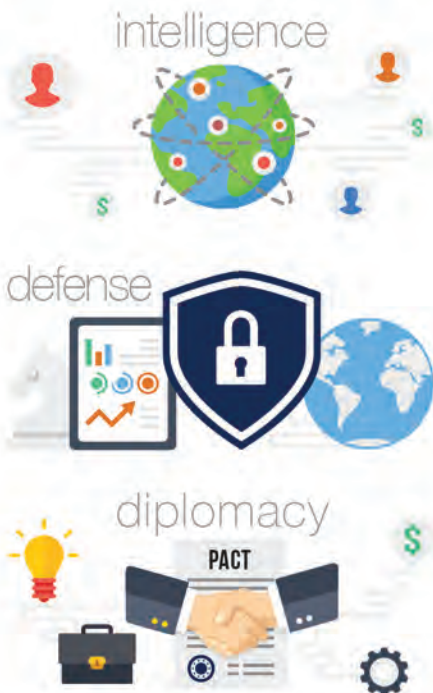 intelligence
$
$
defense
diplomacy
$
PACT